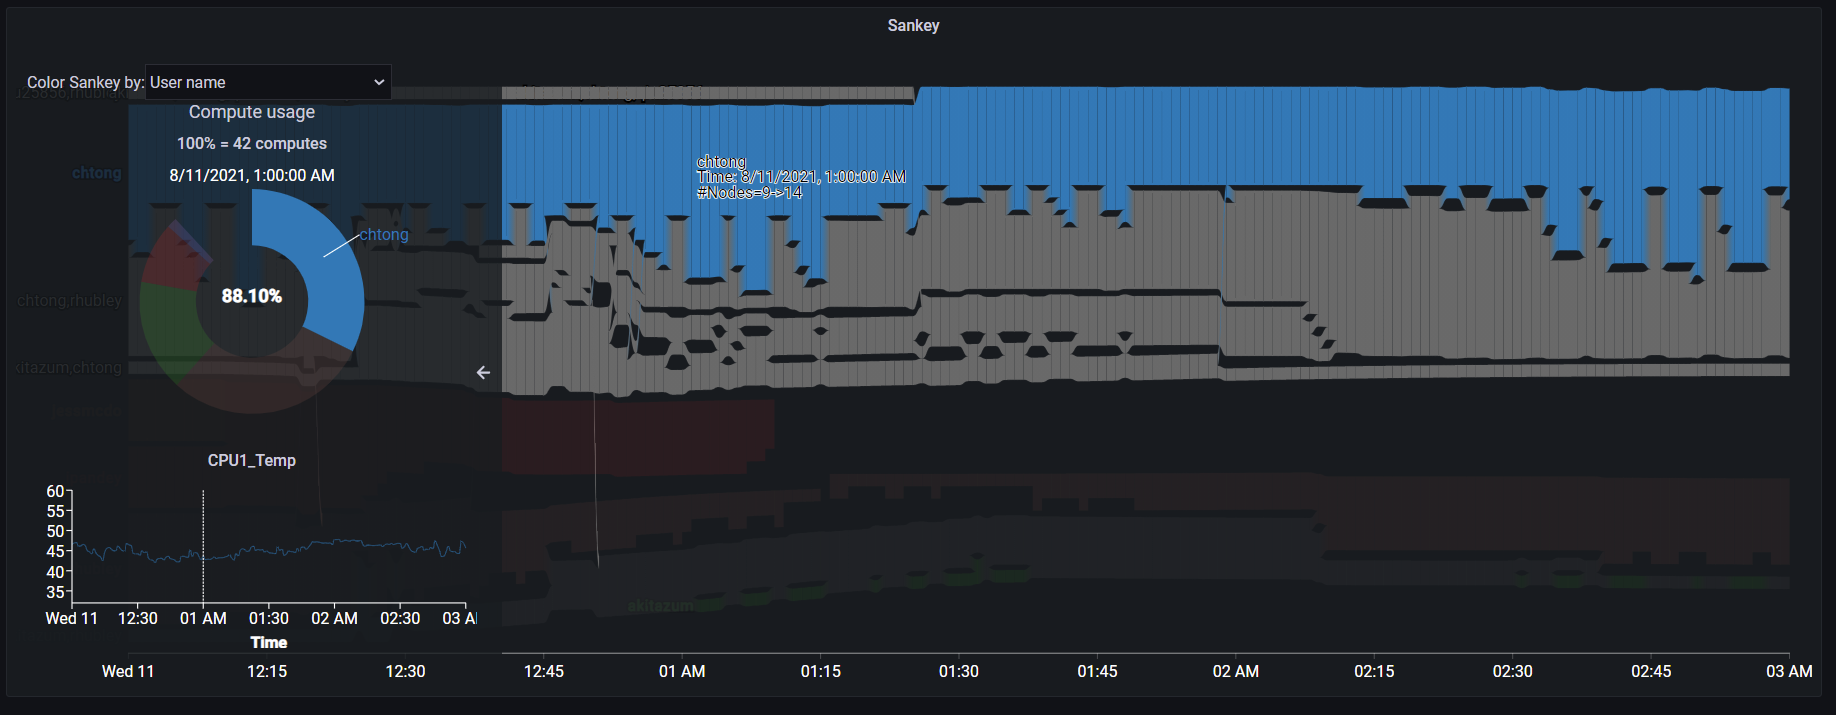 Sankey
Color Sankey by: User name
Compute usage
100% = 42 computes
8/11/2021, 1:00:00 AM
chtong
chtong
Time: 8/11/2021, 1:00:00 AM
#Nodes=9->14
chtong
88.10%
chtong,rhubley
kitazum,chtong
CPU1_Temp
60
55
50
45
40
35
Wed 11 12:30 01 AM 01:30 02 AM 02:30
Time
akitazum
Wed 11 12:15 12:30 12:45 01 AM 01:15 01:30 01:45 02 AM 02:15 02:30 02:45 03 AM